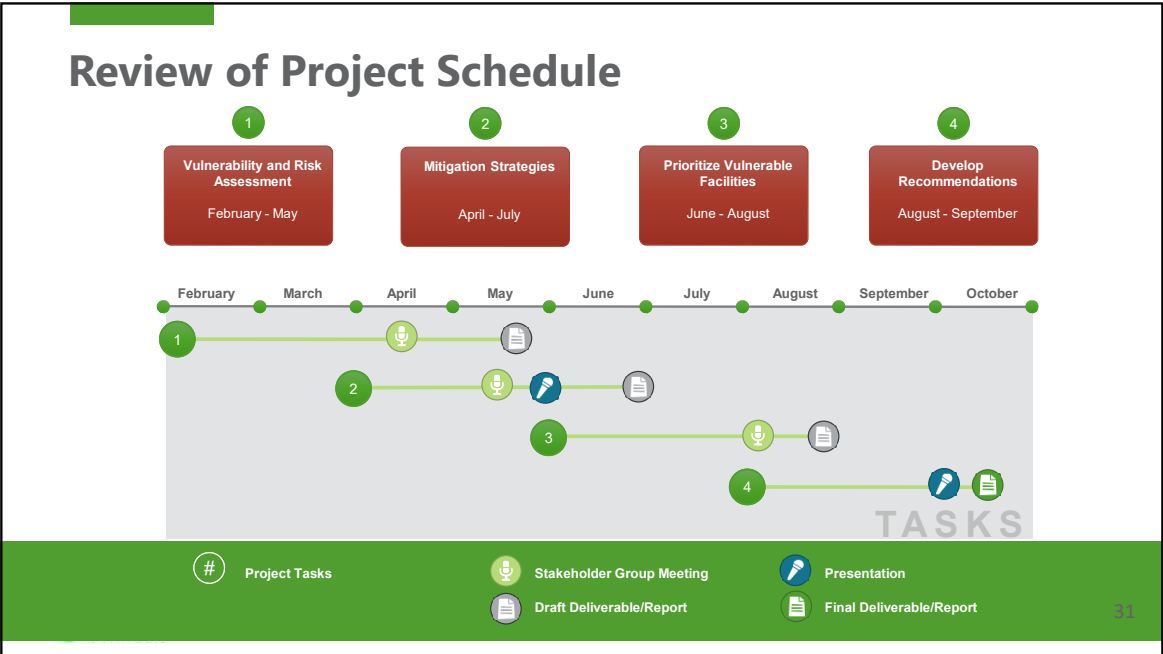 Review of Project Schedule
1
2
3
4
Vulnerability and Risk
Assessment
February - May
Mitigation Strategies
April - July
Prioritize Vulnerable
Facilities
June - August
Develop
Recommendations
August - September
February March April May June July August September October
1
2
3
4
TASKS
# Project Tasks
Stakeholder Group Meeting
Presentation
Draft Deliverable/Report
Final Deliverable/Report
31